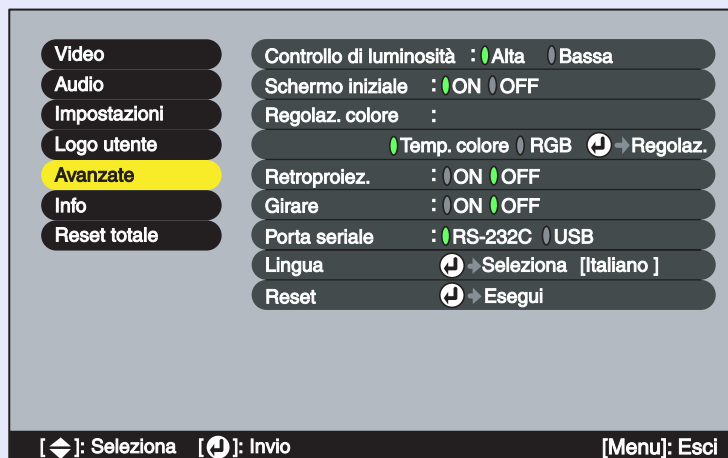 Video
Audio
Impostazioni
Logo utente
Avanzate
Info
Reset totale
Controllo di luminosità : Alta Bassa
Schermo iniziale : ON OFF
Regolaz. colore :
Temp. colore RGB Regolaz.
Retroproiez. : ON OFF
Girare : ON OFF
Porta seriale : RS-232C USB
Lingua Seleziona [Italiano ]
Reset Esegui
[ ]: Seleziona [ ]: Invio [Menu]: Esci